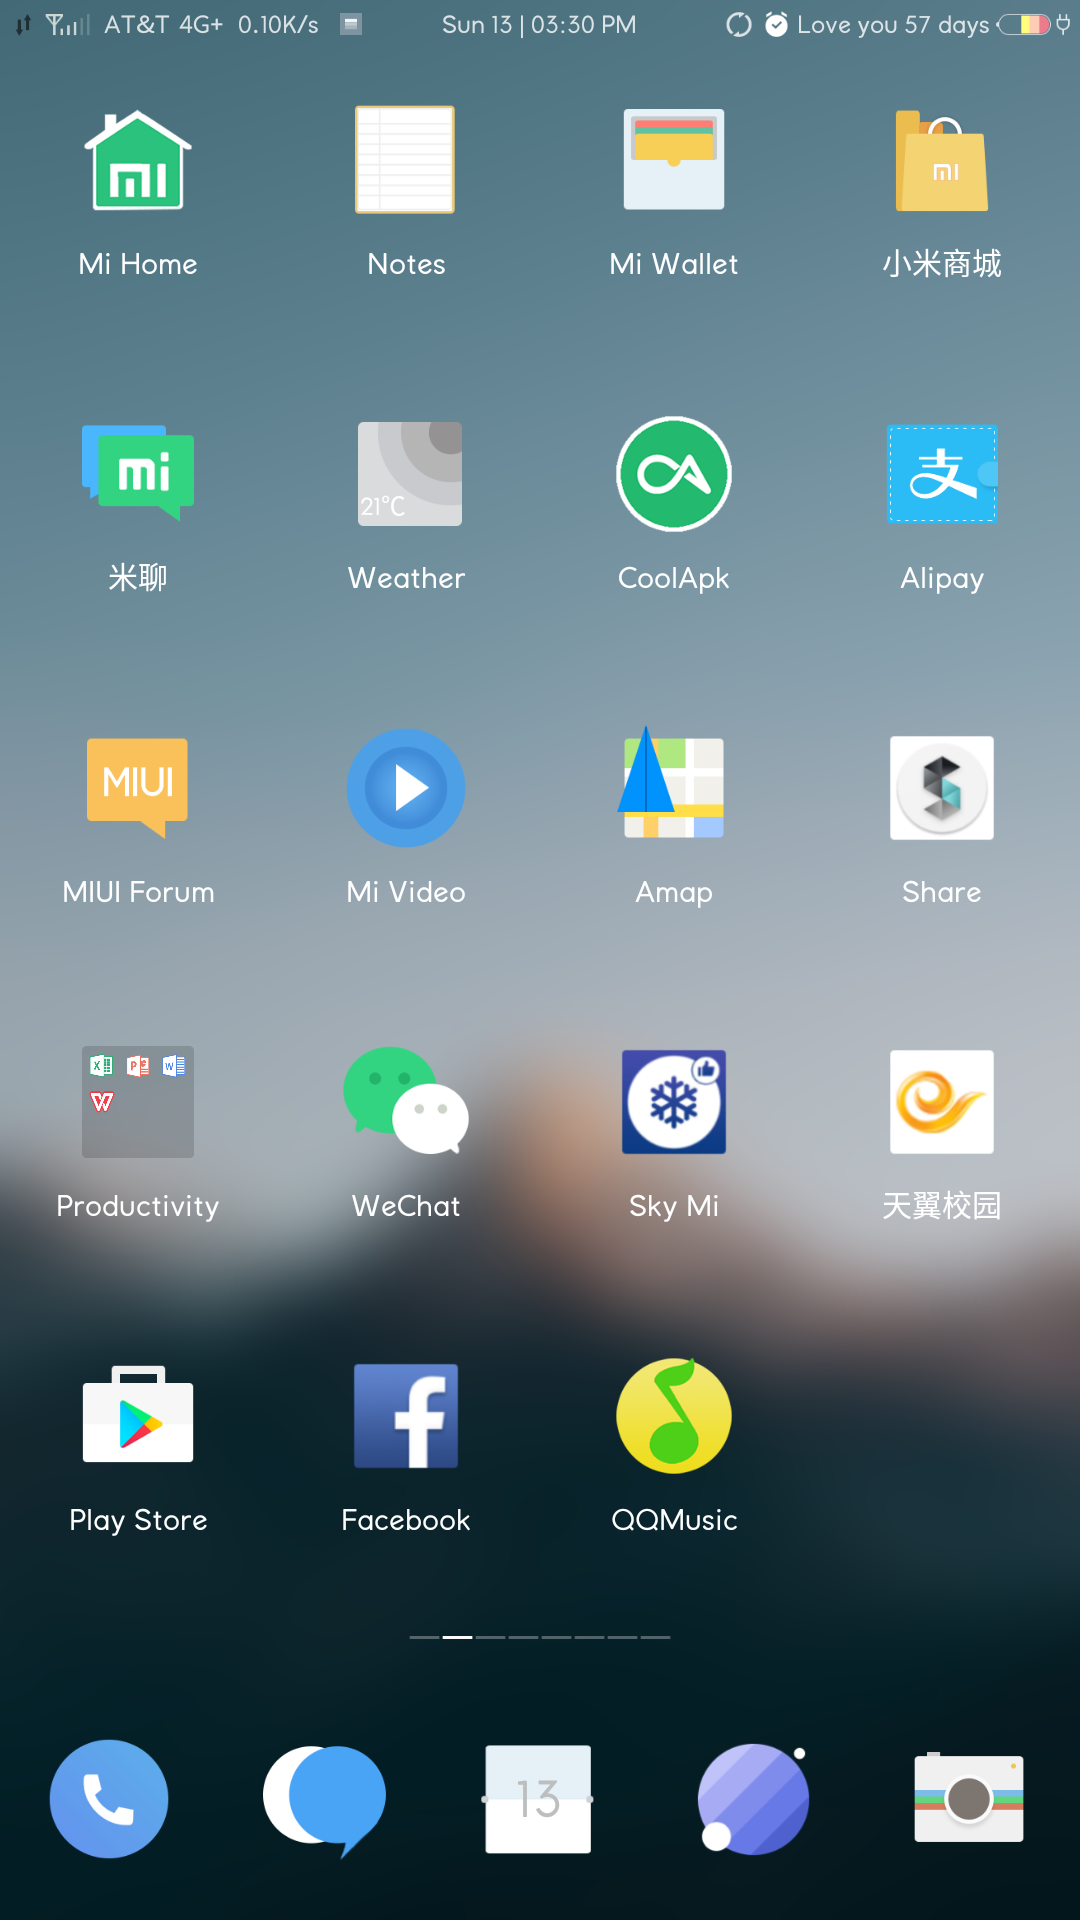 AT&T 4G+ 0.10K/s Sun 13 | 03:30 PM Love you 57 days
mi mi
Mi Home Notes Mi Wallet 小米商城
mi 21°C 支
米聊 Weather CoolApk Alipay
MIUI S
MIUI Forum Mi Video Amap Share
X P W
W
Productivity WeChat Sky Mi 天翼校园
f
Play Store Facebook QQMusic
13